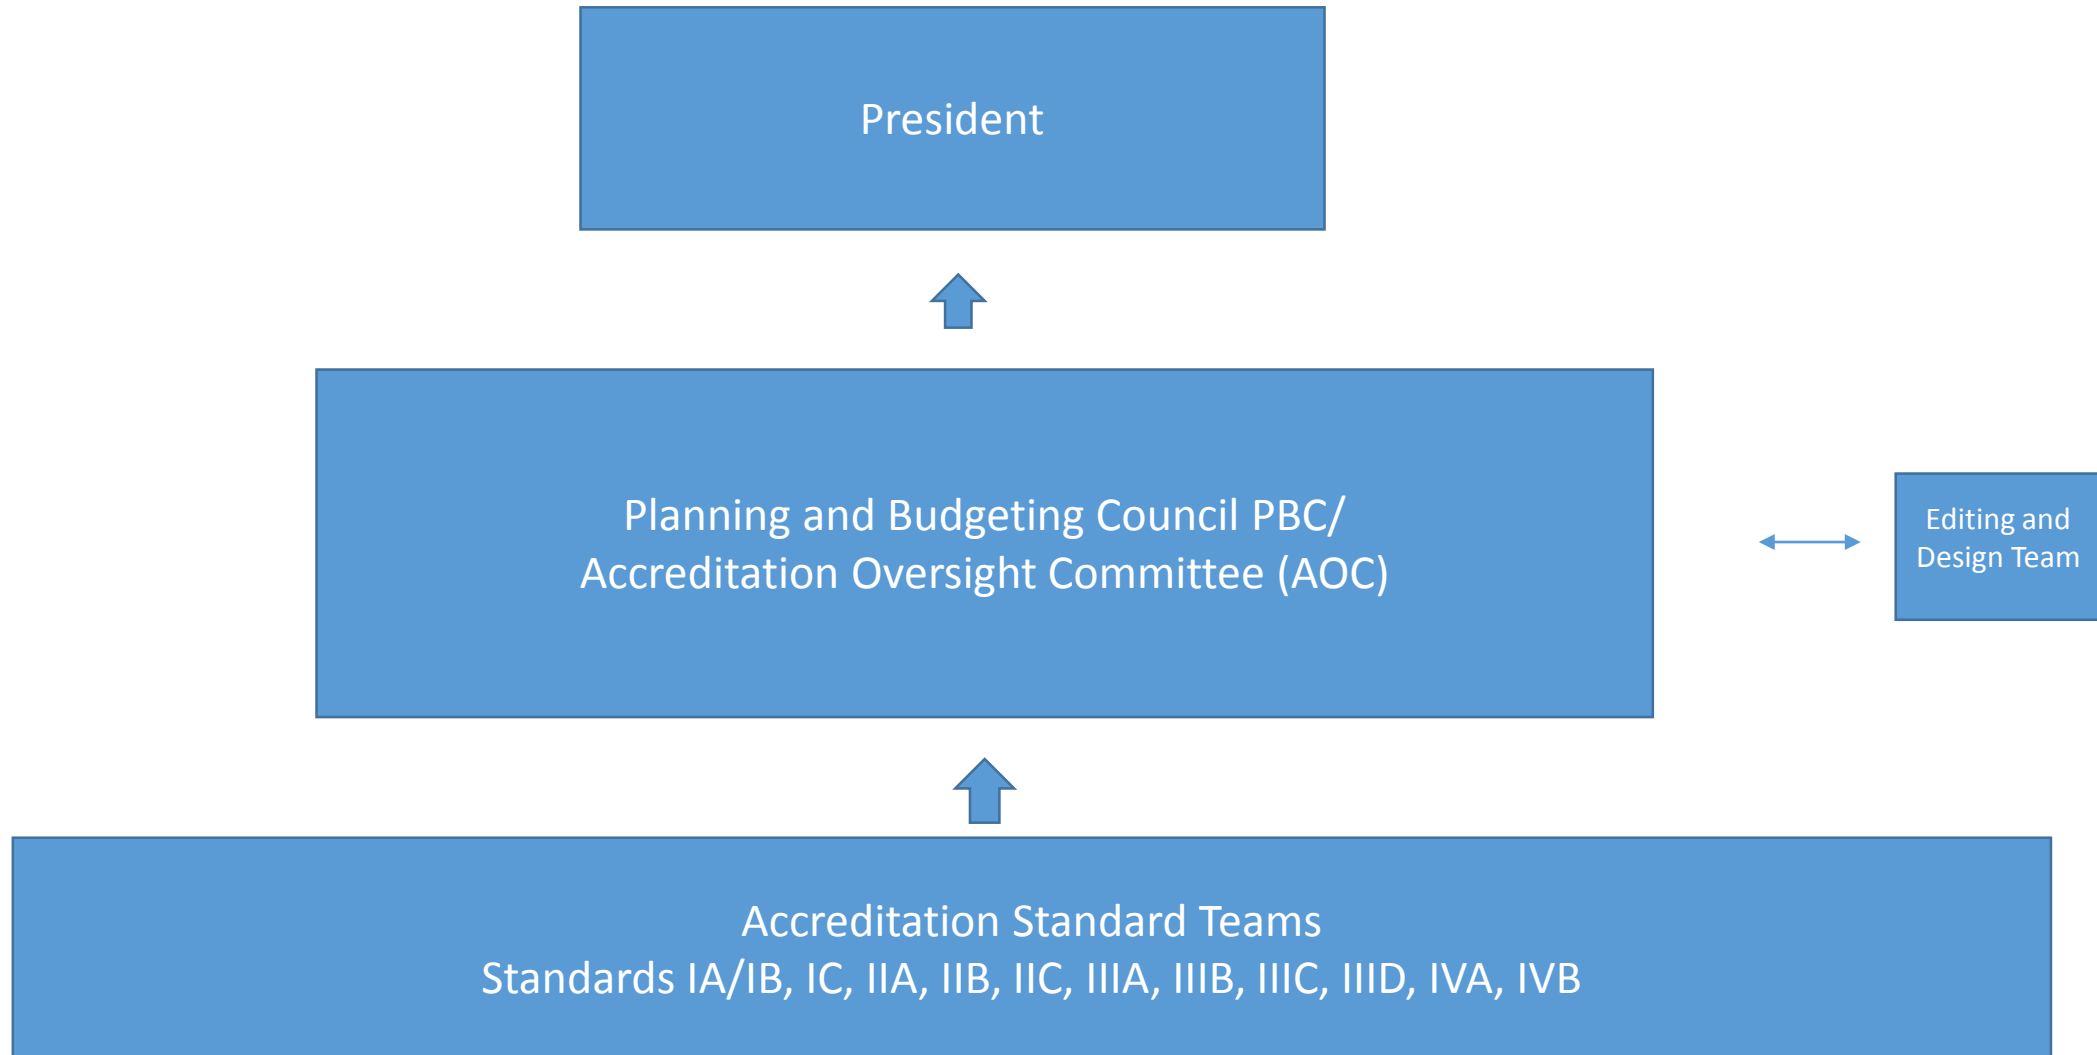 President
Planning and Budgeting Council PBC/
Accreditation Oversight Committee (AOC)
Editing and
Design Team
Accreditation Standard Teams
Standards IA/IB, IC, IIA, IIB, IIC, IIIA, IIIB, IIIC, IIID, IVA, IVB